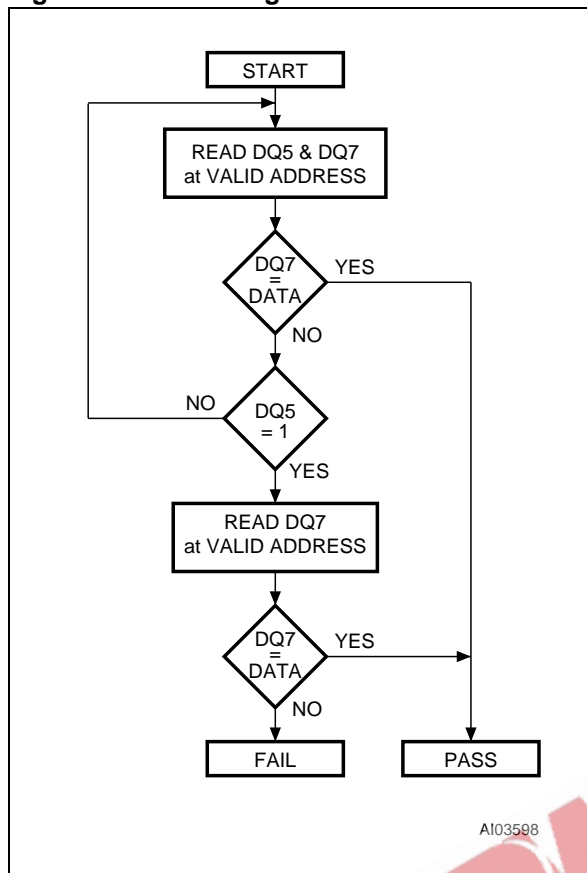 START
READ DQ5 & DQ7
at VALID ADDRESS
DQ7
=
DATA
YES
NO
DQ5
= 1
NO
YES
READ DQ7
at VALID ADDRESS
DQ7
=
DATA
YES
NO
FAIL
PASS
AI03598